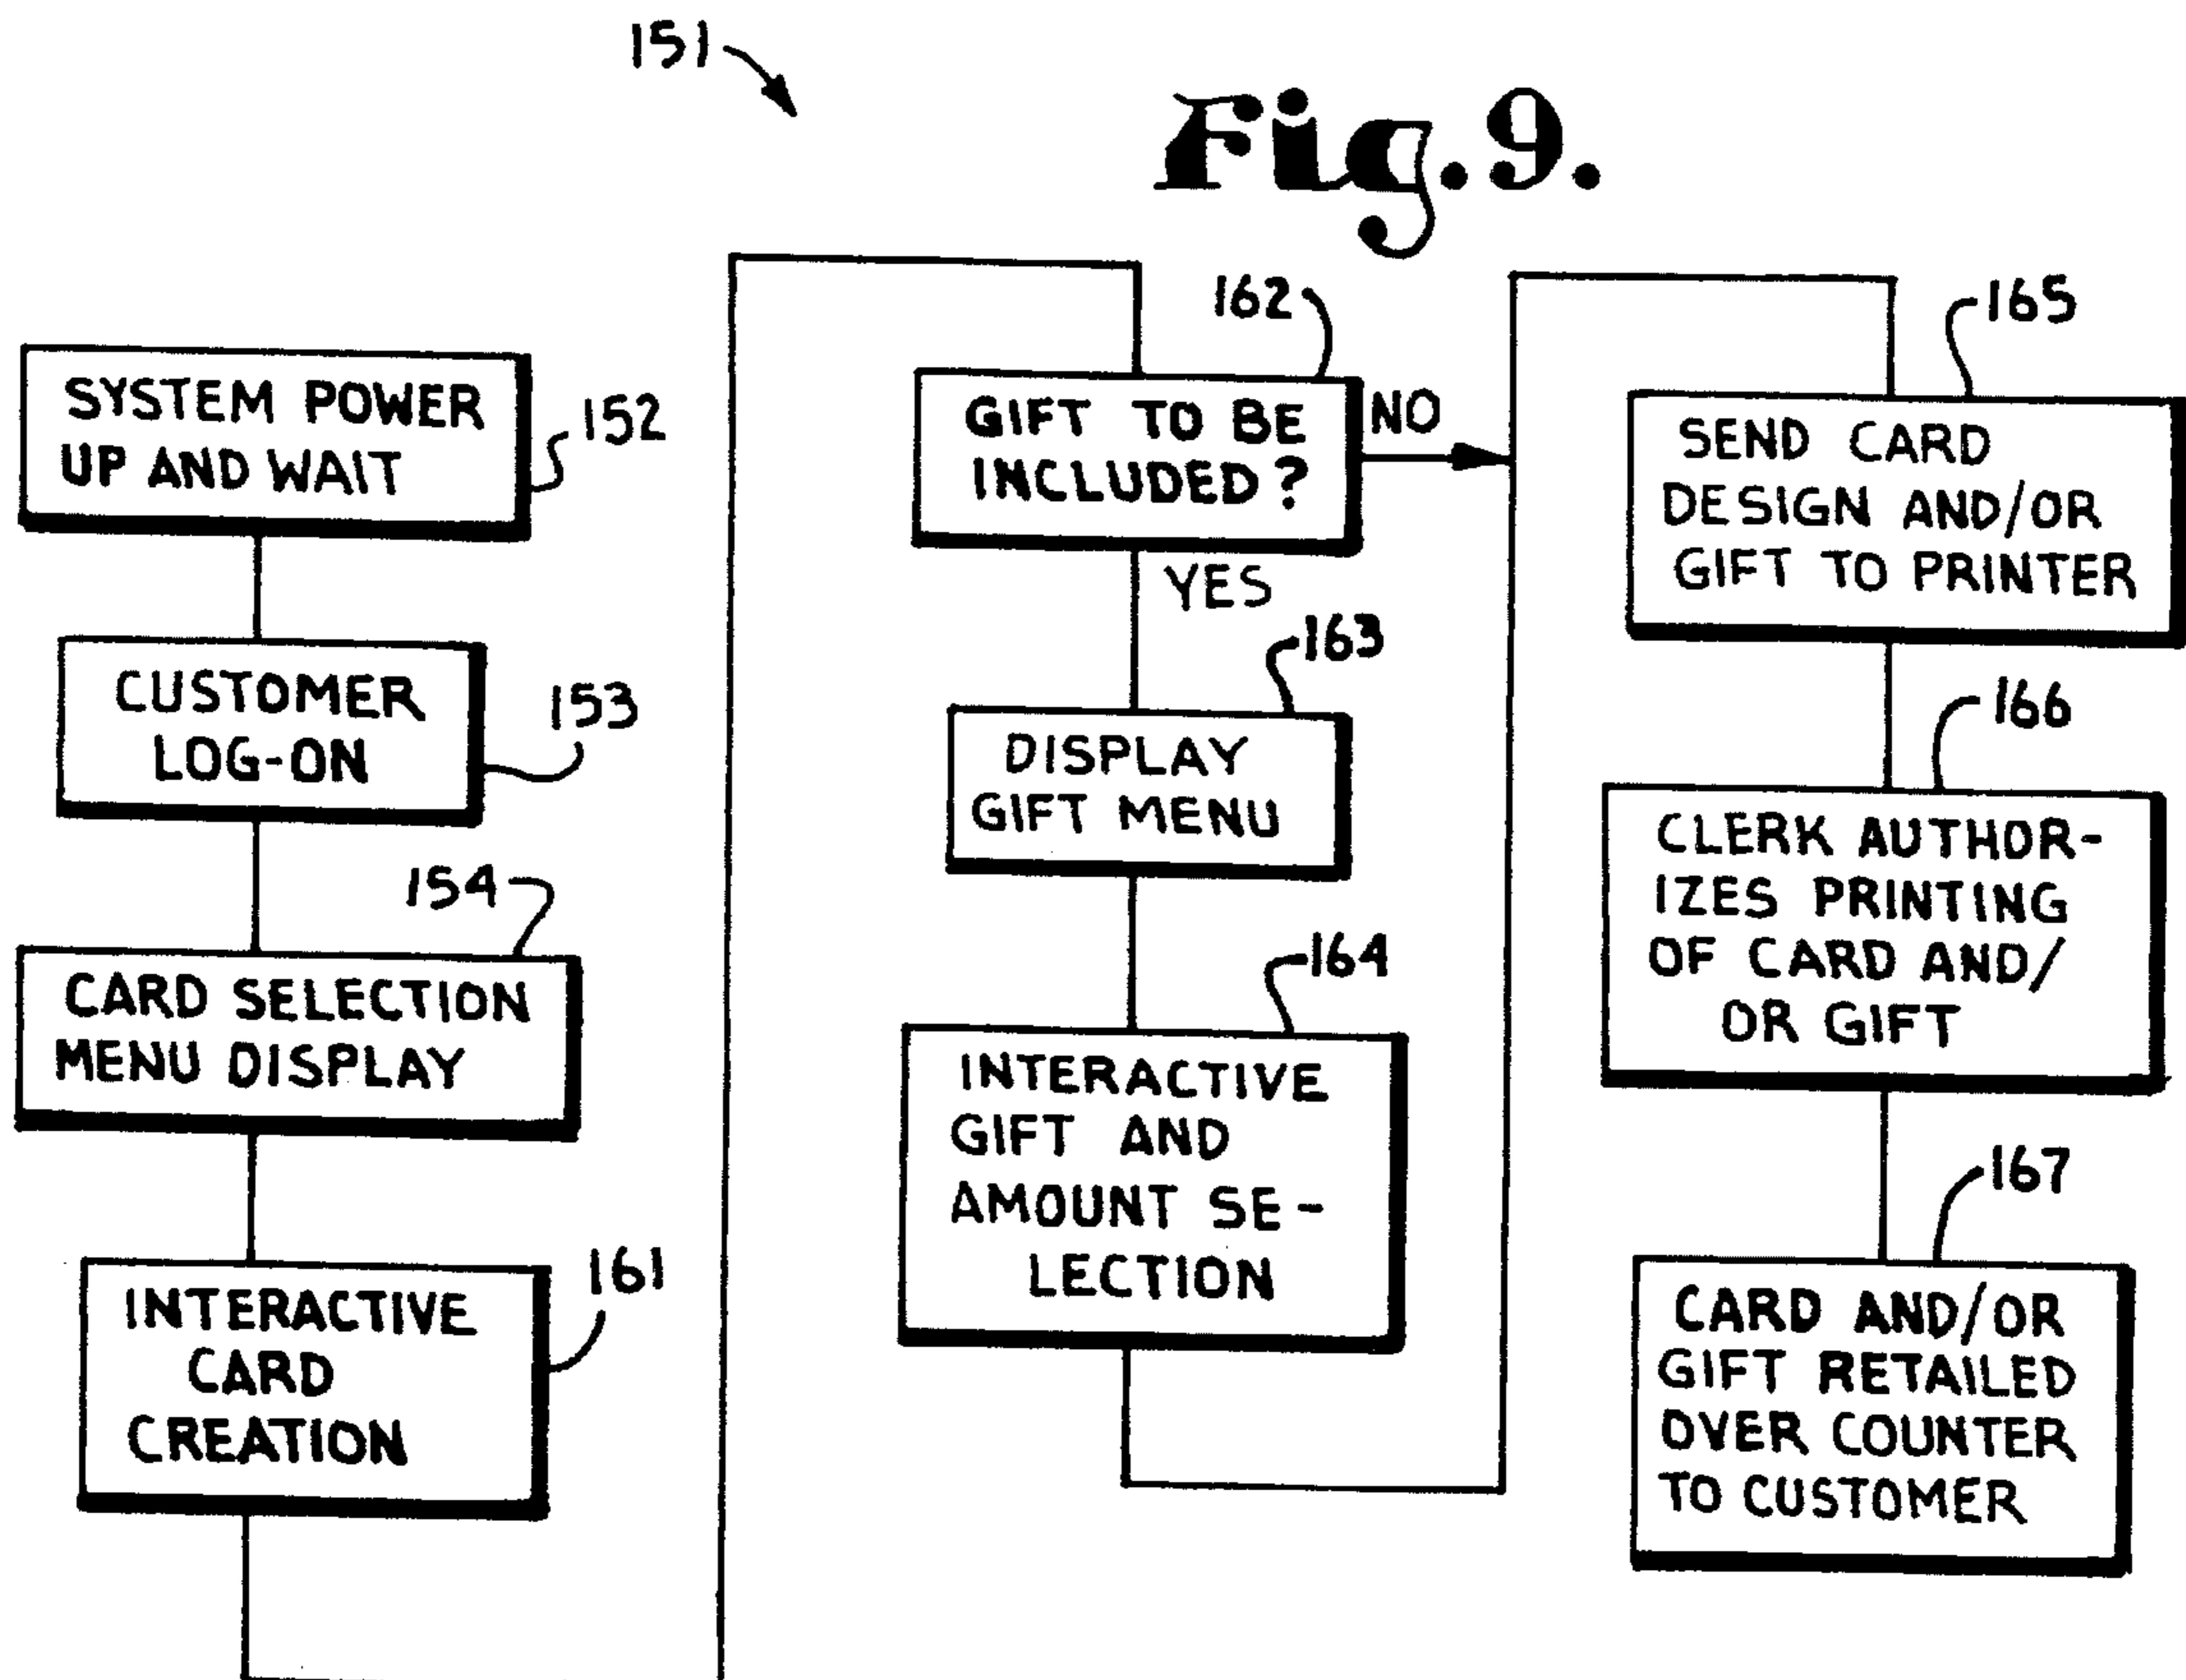 151
Fig.9.
SYSTEM POWER
UP AND WAIT
152
CUSTOMER
LOG-ON
153
154
CARD SELECTION
MENU DISPLAY
INTERACTIVE
CARD
CREATION
161
162
GIFT TO BE
INCLUDED?
NO
YES
163
DISPLAY
GIFT MENU
164
INTERACTIVE
GIFT AND
AMOUNT SE-
LECTION
165
SEND CARD
DESIGN AND/OR
GIFT TO PRINTER
166
CLERK AUTHOR-
IZES PRINTING
OF CARD AND/
OR GIFT
167
CARD AND/OR
GIFT RETAILED
OVER COUNTER
TO CUSTOMER